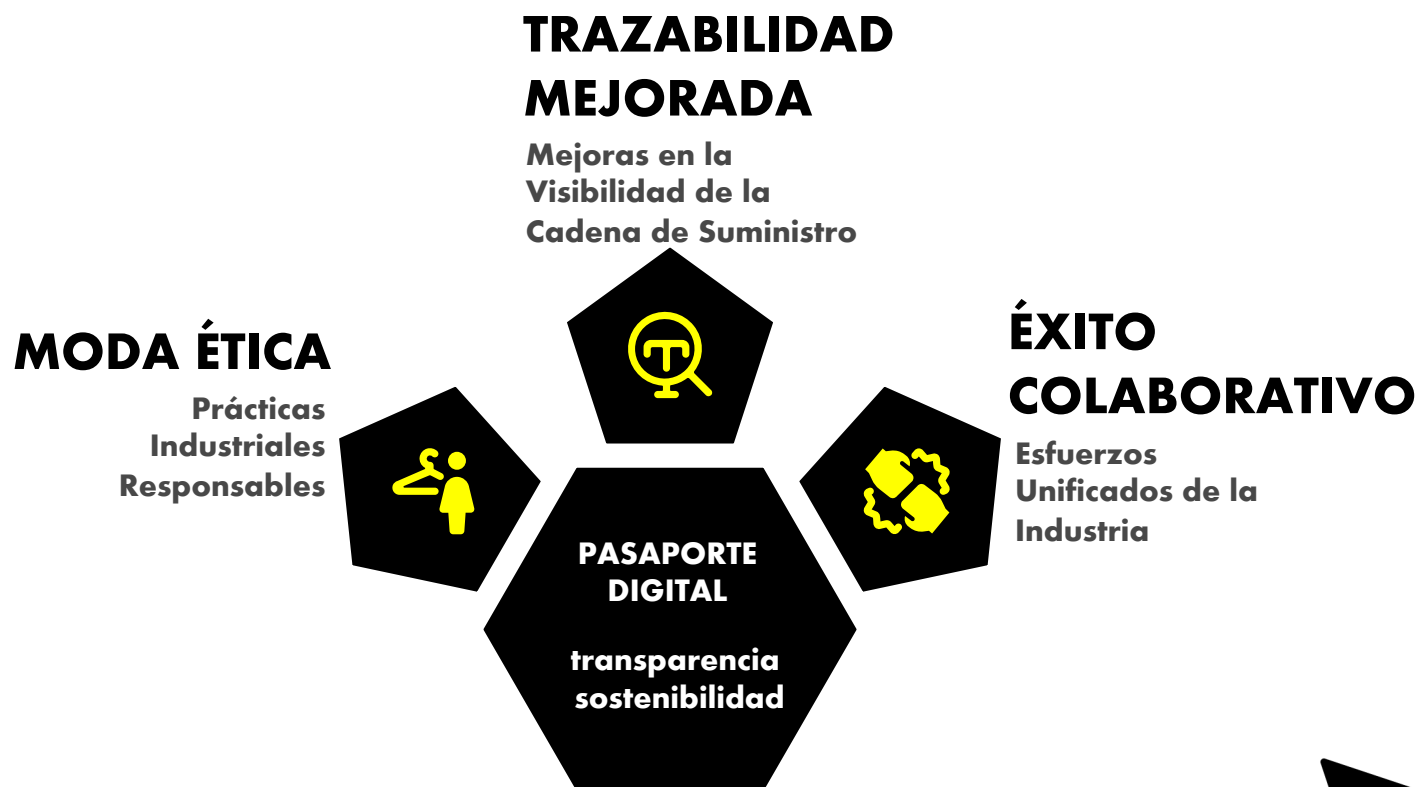 TRAZABILIDAD
MEJORADA
Mejoras en la
Visibilidad de la
Cadena de Suministro
MODA ÉTICA
Prácticas
Industriales
Responsables
ÉXITO
COLABORATIVO
Esfuerzos
Unificados de la
Industria
PASAPORTE
DIGITAL
transparencia
sostenibilidad